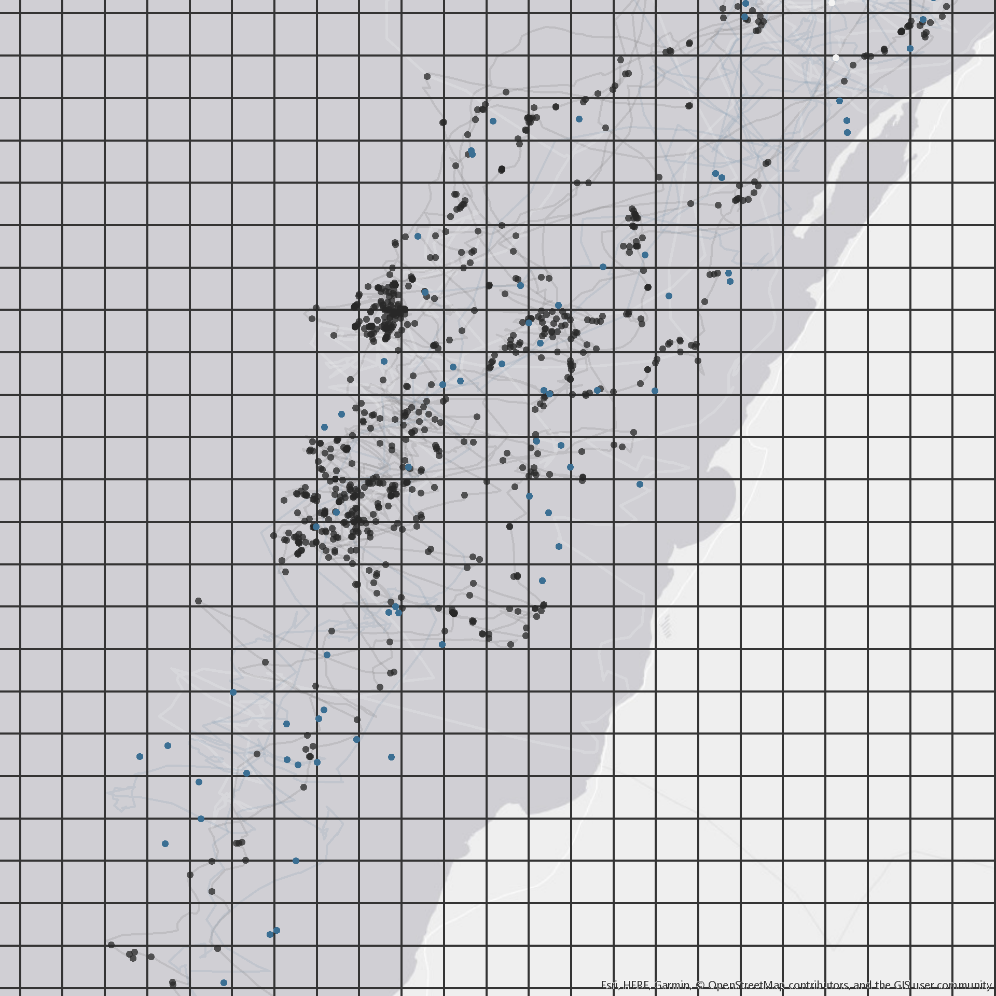 Esri, HERE, Garmin, © OpenStreetMap contributors, and the GIS user community